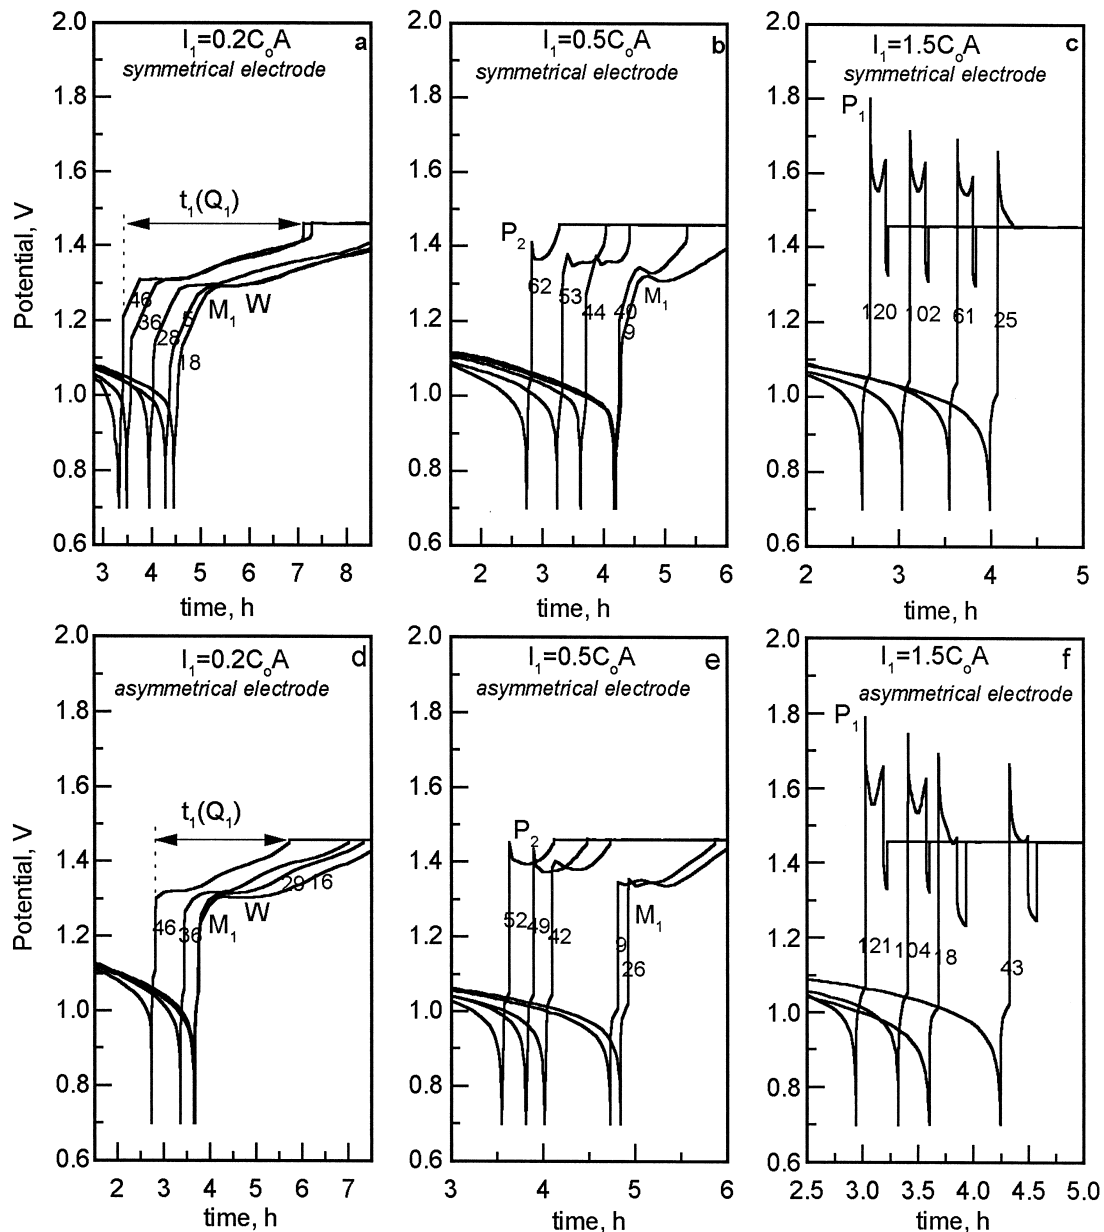 I₁=0.2CₒA a
symmetrical electrode
2.0
1.8
1.6
1.4
1.2
1.0
0.8
0.6
Potential, V
t₁(Q₁)
46
36
28
5
18
M₁
W
3 4 5 6 7 8
time, h
I₁=0.5CₒA b
symmetrical electrode
2.0
1.8
1.6
1.4
1.2
1.0
0.8
0.6
P₂
62
53
44
40
9
M₁
2 3 4 5 6
time, h
I₁=1.5CₒA c
symmetrical electrode
2.0
1.8
1.6
1.4
1.2
1.0
0.8
0.6
P₁
120 102 61 25
2 3 4 5
time, h
I₁=0.2CₒA d
asymmetrical electrode
2.0
1.8
1.6
1.4
1.2
1.0
0.8
0.6
Potential, V
t₁(Q₁)
46
36
29
16
M₁
W
2 3 4 5 6 7
time, h
I₁=0.5CₒA e
asymmetrical electrode
2.0
1.8
1.6
1.4
1.2
1.0
0.8
0.6
P₂
52
49
42
9
26
M₁
3 4 5 6
time, h
I₁=1.5CₒA f
asymmetrical electrode
2.0
1.8
1.6
1.4
1.2
1.0
0.8
0.6
P₁
121 104 18 43
2.5 3.0 3.5 4.0 4.5 5.0
time, h